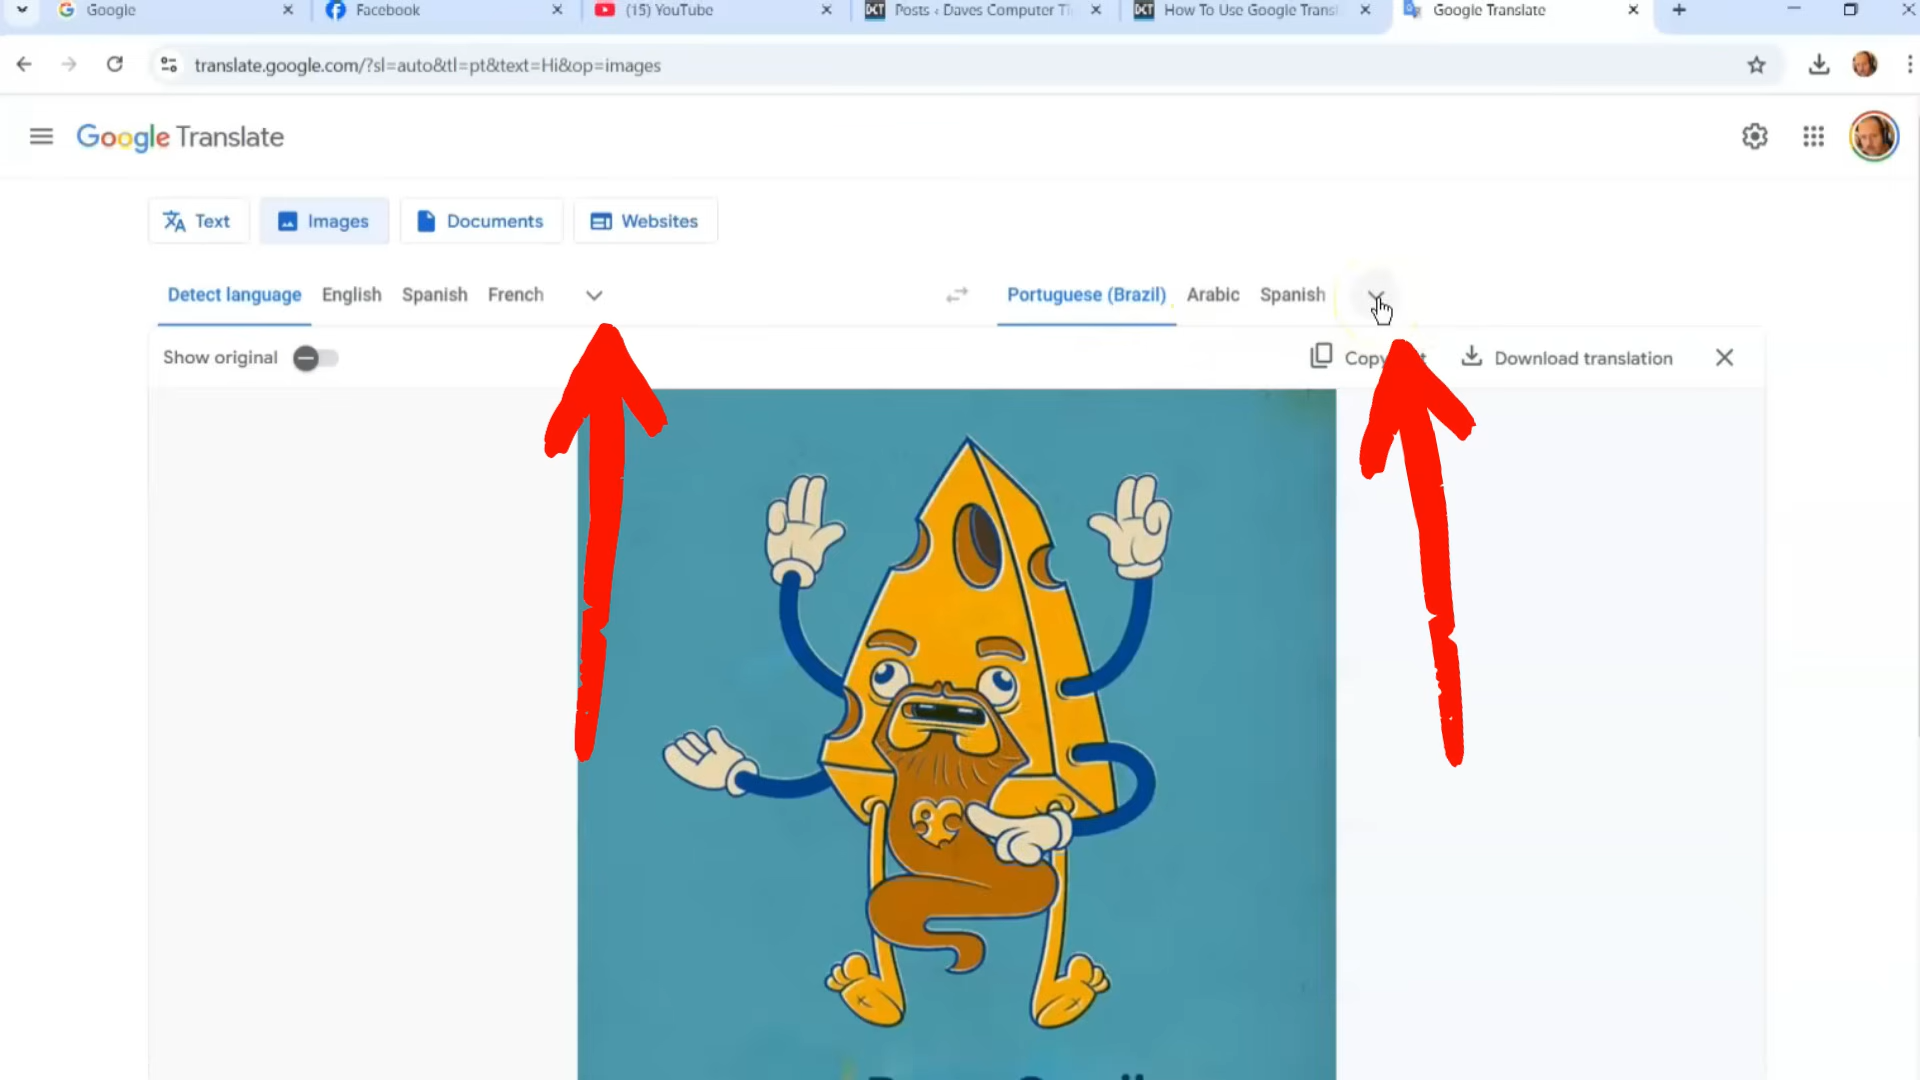 Google
Facebook
(15) YouTube
Posts ‹ Daves Computer Ti
How To Use Google Transl
Google Translate
translate.google.com/?sl=auto&tl=pt&text=Hi&op=images
Google Translate
Text
Images
Documents
Websites
Detect language
English
Spanish
French
Portuguese (Brazil)
Arabic
Spanish
Show original
Download translation